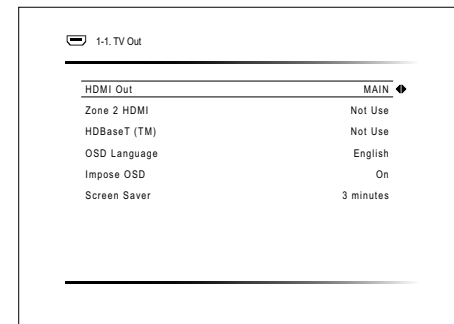 1-1. TV Out
HDMI Out MAIN
Zone 2 HDMI Not Use
HDBaseT (TM) Not Use
OSD Language English
Impose OSD On
Screen Saver 3 minutes